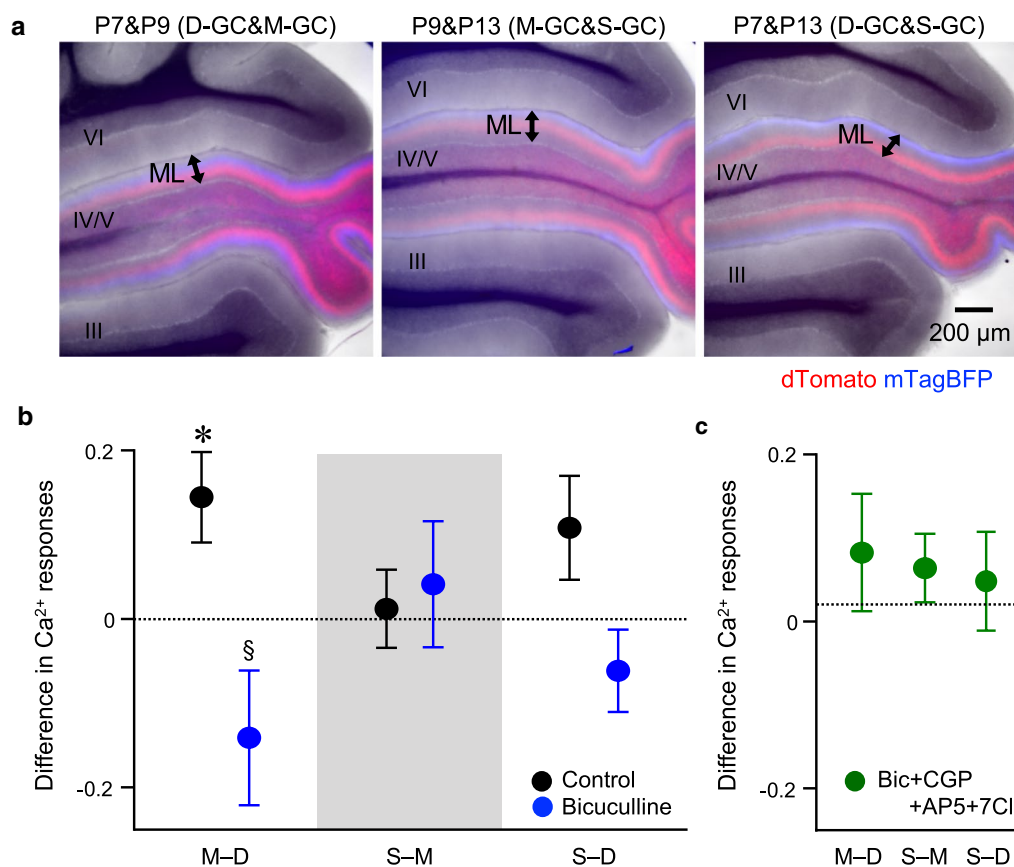 a
P7&P9 (D-GC&M-GC)
P9&P13 (M-GC&S-GC)
P7&P13 (D-GC&S-GC)
VI
ML
IV/V
III
VI
ML
IV/V
III
VI
ML
IV/V
III
200 μm
dTomato mTagBFP
b
Difference in Ca²⁺ responses
0.2
0
-0.2
*
§
Control
Bicuculline
M–D
S–M
S–D
c
Difference in Ca²⁺ responses
0.2
0
-0.2
Bic+CGP
+AP5+7Cl
M–D
S–M
S–D